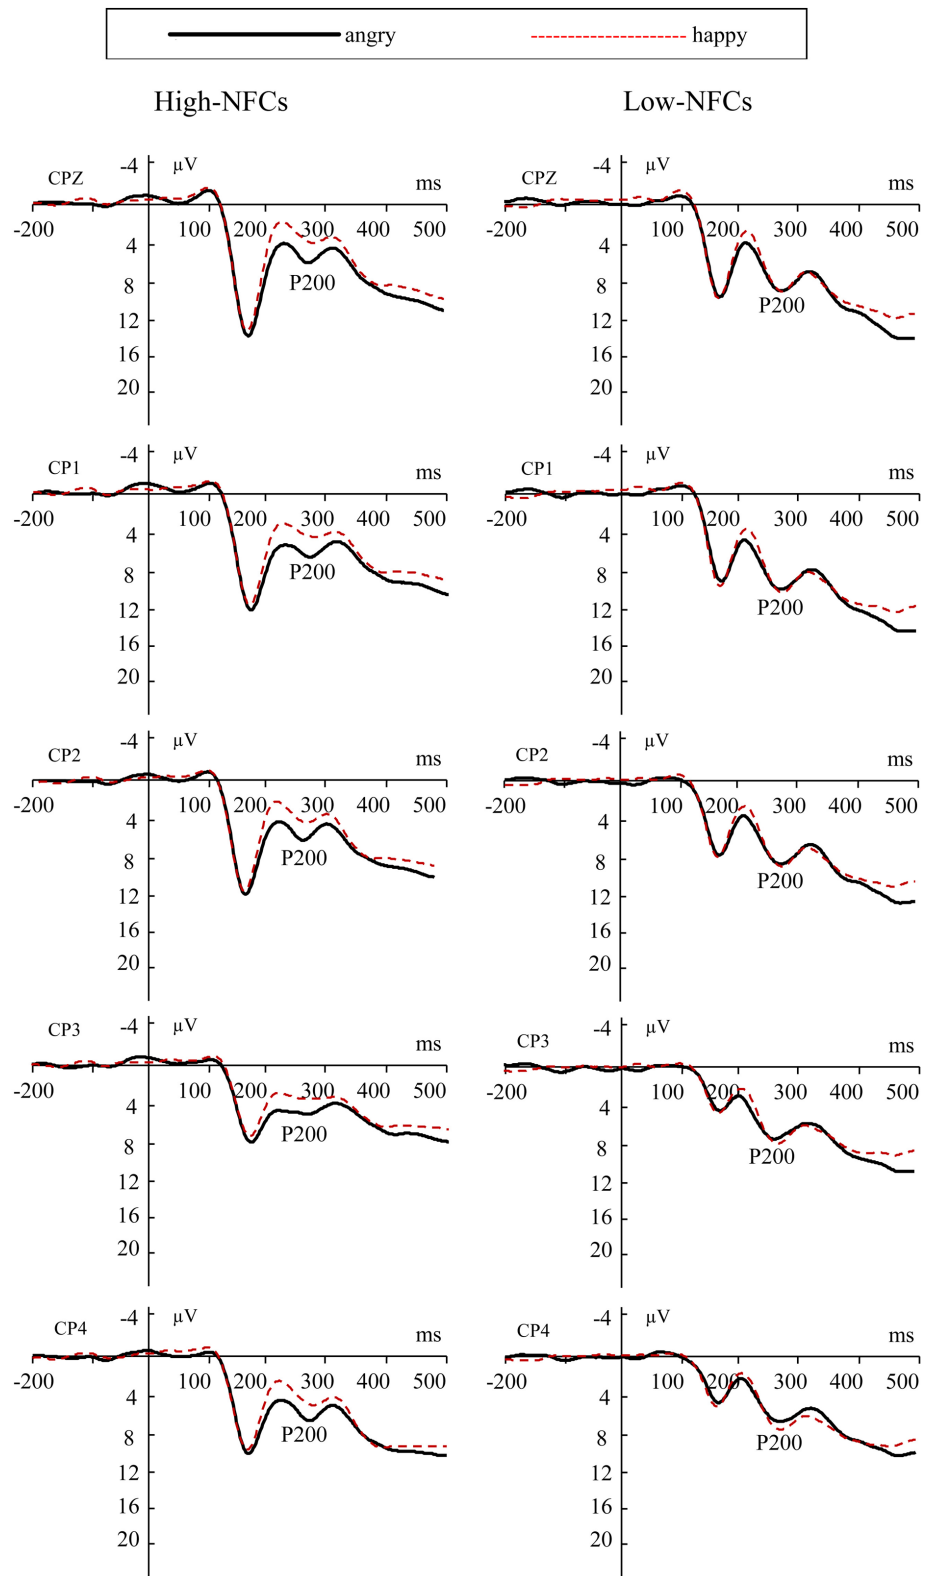 angry happy
High-NFCs Low-NFCs
CPZ -4 µV ms CPZ -4 µV ms
-200 100 200 300 400 500 -200 100 200 300 400 500
4 4
8 P200 8 P200
12 12
16 16
20 20
CP1 -4 µV ms CP1 -4 µV ms
-200 100 200 300 400 500 -200 100 200 300 400 500
4 4
8 P200 8 P200
12 12
16 16
20 20
CP2 -4 µV ms CP2 -4 µV ms
-200 100 200 300 400 500 -200 100 200 300 400 500
4 4
8 P200 8 P200
12 12
16 16
20 20
CP3 -4 µV ms CP3 -4 µV ms
-200 100 200 300 400 500 -200 100 200 300 400 500
4 4
8 P200 8 P200
12 12
16 16
20 20
CP4 -4 µV ms CP4 -4 µV ms
-200 100 200 300 400 500 -200 100 200 300 400 500
4 4
8 P200 8 P200
12 12
16 16
20 20